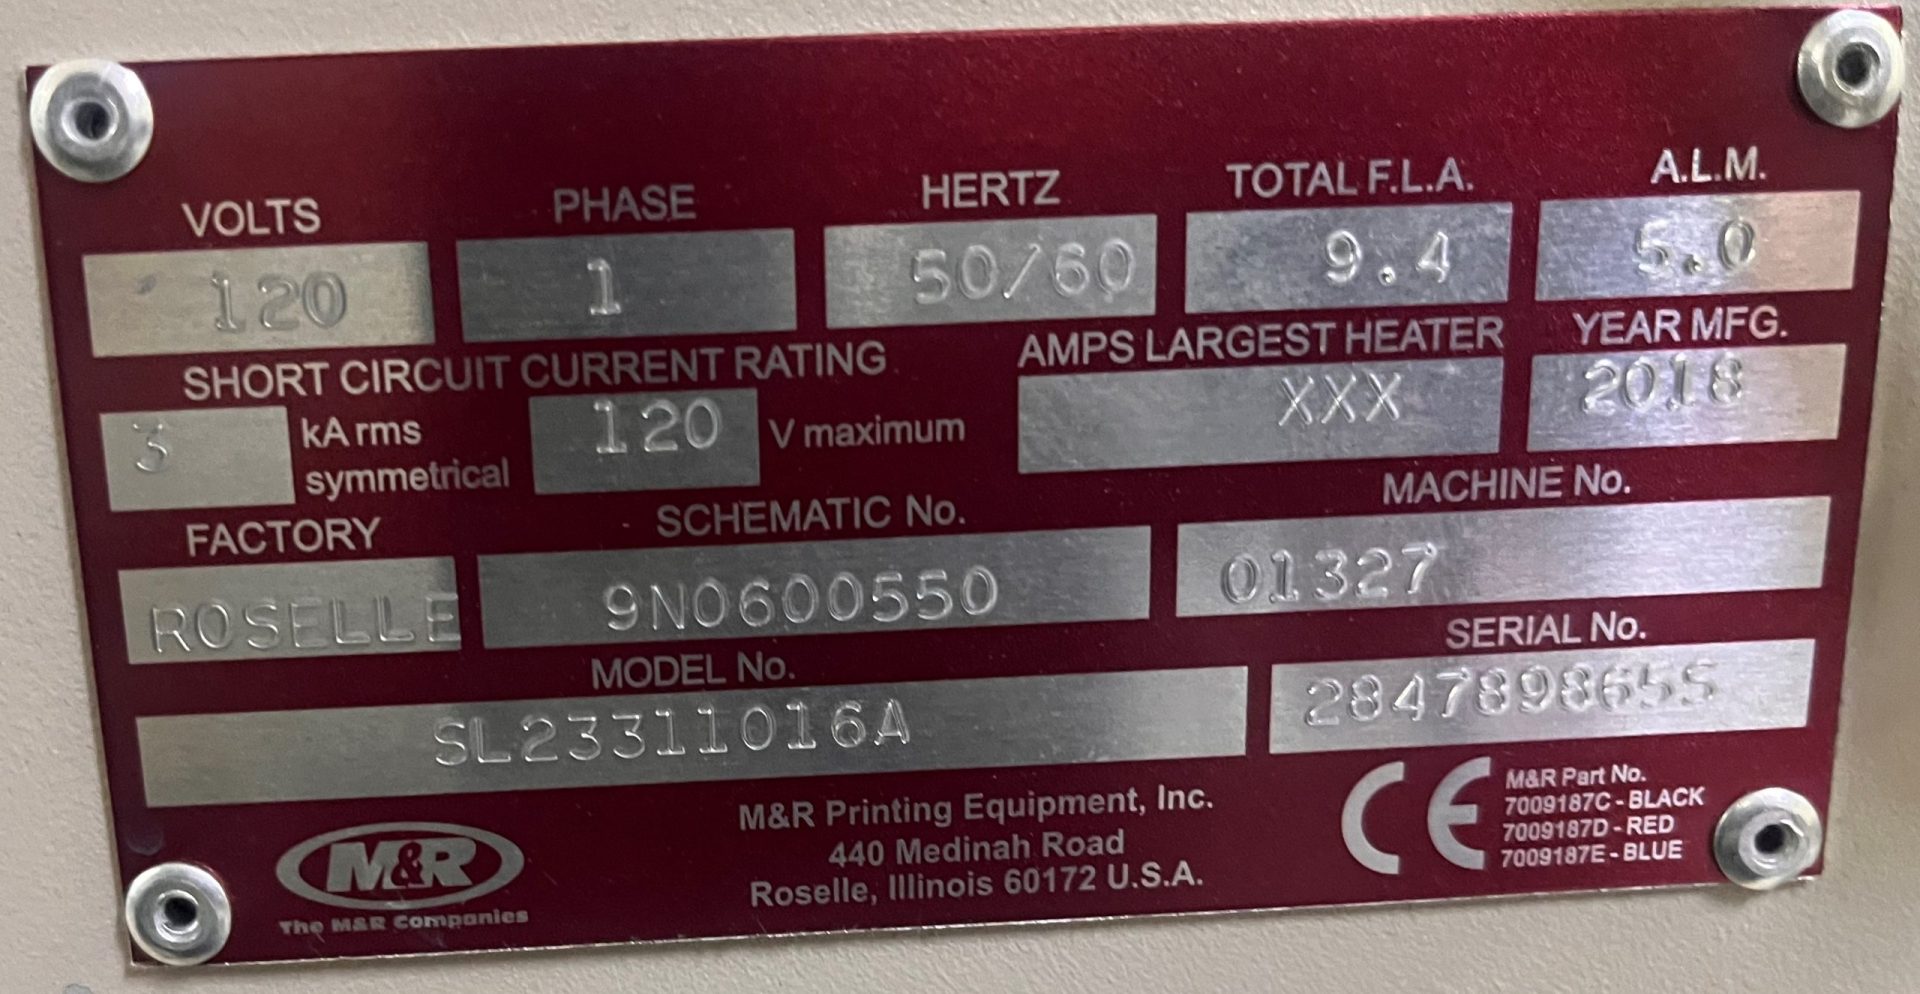 VOLTS PHASE HERTZ TOTAL F.L.A. A.L.M.
120 1 50/60 9.4 5.0
SHORT CIRCUIT CURRENT RATING AMPS LARGEST HEATER YEAR MFG.
3 kA rms symmetrical 120 V maximum XXX 2018
FACTORY SCHEMATIC No. MACHINE No.
ROSELLE 9N0600550 01327
MODEL No. SERIAL No.
SL23311016A 284789865S
M&R
The M&R Companies
M&R Printing Equipment, Inc.
440 Medinah Road
Roselle, Illinois 60172 U.S.A.
CE
M&R Part No.
7009187C - BLACK
7009187D - RED
7009187E - BLUE